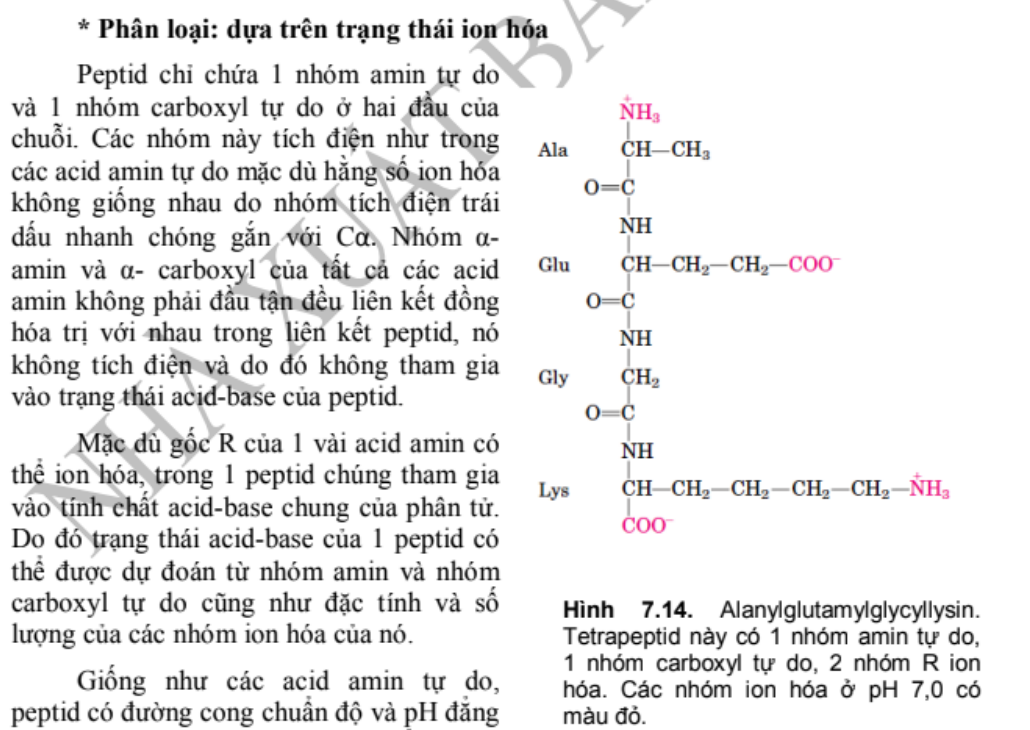 * Phân loại: dựa trên trạng thái ion hóa
Peptid chỉ chứa 1 nhóm amin tự do
và 1 nhóm carboxyl tự do ở hai đầu của
chuỗi. Các nhóm này tích điện như trong
các acid amin tự do mặc dù hằng số ion hóa
không giống nhau do nhóm tích điện trái
dấu nhanh chóng gắn với Cα. Nhóm α-
amin và α- carboxyl của tất cả các acid
amin không phải đầu tận đều liên kết đồng
hóa trị với nhau trong liên kết peptid, nó
không tích điện và do đó không tham gia
vào trạng thái acid-base của peptid.
Mặc dù gốc R của 1 vài acid amin có
thể ion hóa, trong 1 peptid chúng tham gia
vào tính chất acid-base chung của phân tử.
Do đó trạng thái acid-base của 1 peptid có
thể được dự đoán từ nhóm amin và nhóm
carboxyl tự do cũng như đặc tính và số
lượng của các nhóm ion hóa của nó.
Giống như các acid amin tự do,
peptid có đường cong chuẩn độ và pH đẳng
N⁺H₃
Ala CH—CH₃
O=C
NH
Glu CH—CH₂—CH₂—COO⁻
O=C
NH
Gly CH₂
O=C
NH
Lys CH—CH₂—CH₂—CH₂—CH₂—N⁺H₃
COO⁻
Hình 7.14. Alanylglutamylglycyllysin.
Tetrapeptid này có 1 nhóm amin tự do,
1 nhóm carboxyl tự do, 2 nhóm R ion
hóa. Các nhóm ion hóa ở pH 7,0 có
màu đỏ.
NHÀ XUẤT BẢ